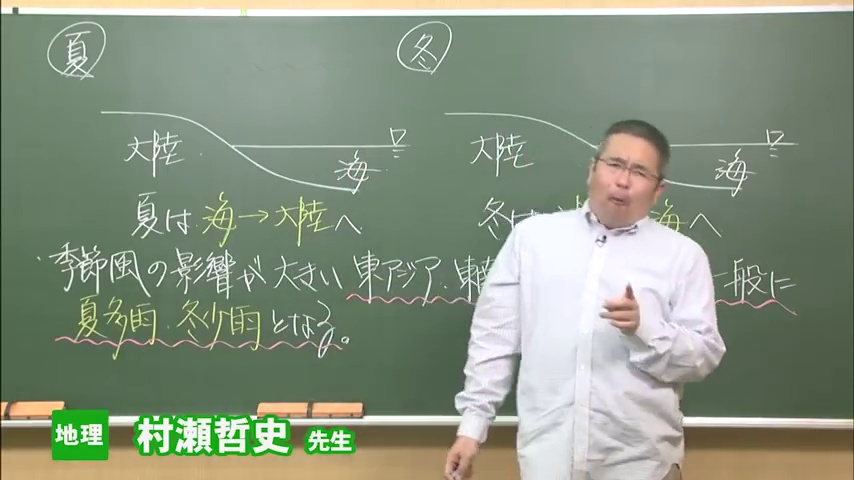 夏
冬
大陸
海
大陸
海
夏は 海→大陸へ
冬は 海へ
季節風の影響が大きい 東アジア・東 一般に
夏多雨・冬少雨となる。
地理 村瀬哲史 先生